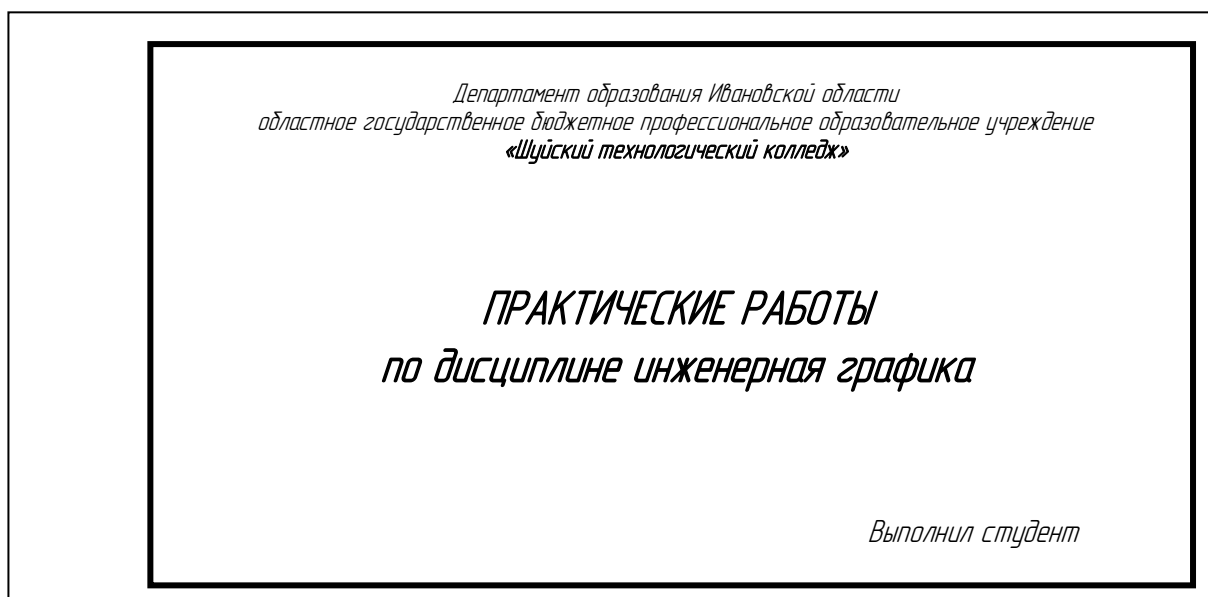 Департамент образования Ивановской области
областное государственное бюджетное профессиональное образовательное учреждение
«Шуйский технологический колледж»
ПРАКТИЧЕСКИЕ РАБОТЫ
по дисциплине инженерная графика
Выполнил студент